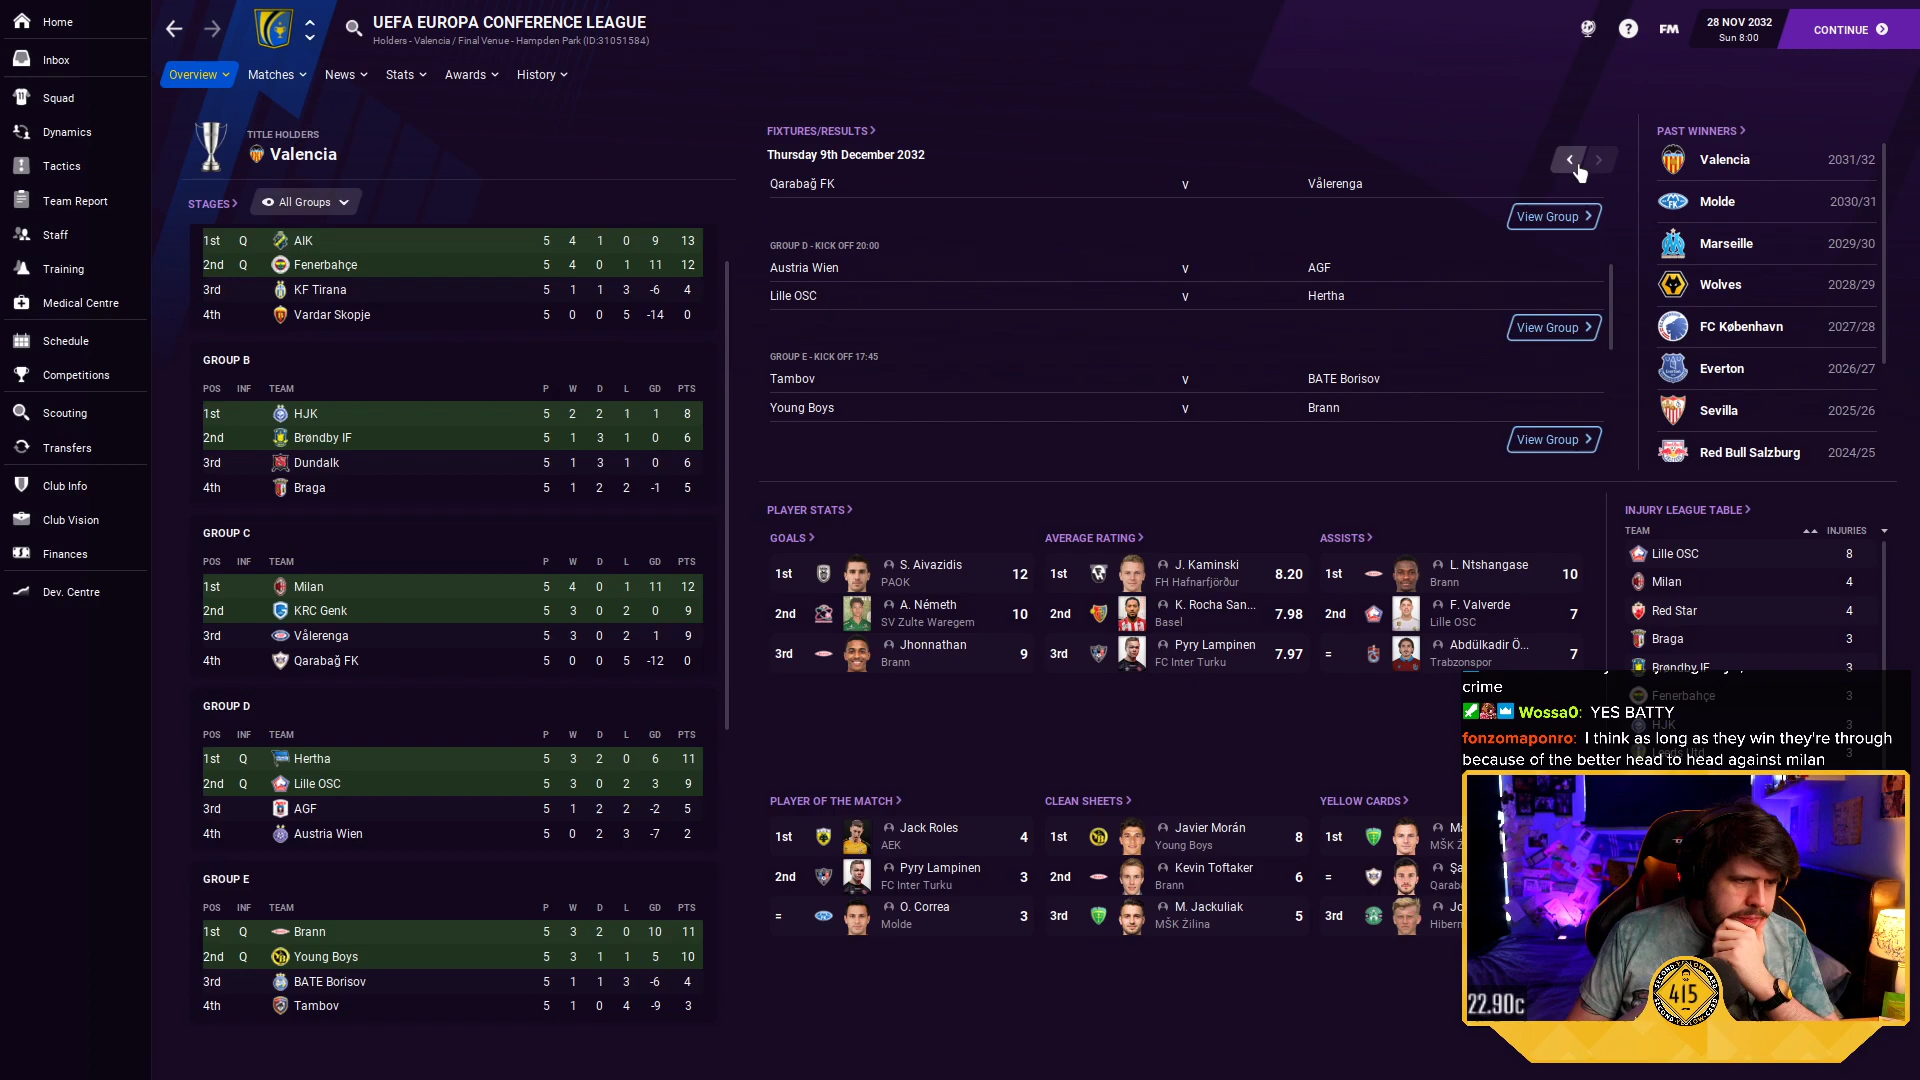 Home
Inbox
Squad
Dynamics
Tactics
Team Report
Staff
Training
Medical Centre
Schedule
Competitions
Scouting
Transfers
Club Info
Club Vision
Finances
Dev. Centre
UEFA EUROPA CONFERENCE LEAGUE
Holders - Valencia / Final Venue - Hampden Park (ID:31051584)
FM
28 NOV 2032
Sun 8:00
CONTINUE
Overview Matches News Stats Awards History
TITLE HOLDERS
Valencia
STAGES All Groups
1st Q AIK 5 4 1 0 9 13
2nd Q Fenerbahçe 5 4 0 1 11 12
3rd KF Tirana 5 1 1 3 -6 4
4th Vardar Skopje 5 0 0 5 -14 0
GROUP B
POS INF TEAM P W D L GD PTS
1st HJK 5 2 2 1 1 8
2nd Brøndby IF 5 1 3 1 0 6
3rd Dundalk 5 1 3 1 0 6
4th Braga 5 1 2 2 -1 5
GROUP C
POS INF TEAM P W D L GD PTS
1st Milan 5 4 0 1 11 12
2nd KRC Genk 5 3 0 2 0 9
3rd Vålerenga 5 3 0 2 1 9
4th Qarabağ FK 5 0 0 5 -12 0
GROUP D
POS INF TEAM P W D L GD PTS
1st Q Hertha 5 3 2 0 6 11
2nd Q Lille OSC 5 3 0 2 3 9
3rd AGF 5 1 2 2 -2 5
4th Austria Wien 5 0 2 3 -7 2
GROUP E
POS INF TEAM P W D L GD PTS
1st Q Brann 5 3 2 0 10 11
2nd Q Young Boys 5 3 1 1 5 10
3rd BATE Borisov 5 1 1 3 -6 4
4th Tambov 5 1 0 4 -9 3
FIXTURES/RESULTS
Thursday 9th December 2032
Qarabağ FK v Vålerenga
View Group
GROUP D - KICK OFF 20:00
Austria Wien v AGF
Lille OSC v Hertha
View Group
GROUP E - KICK OFF 17:45
Tambov v BATE Borisov
Young Boys v Brann
View Group
PAST WINNERS
Valencia 2031/32
Molde 2030/31
Marseille 2029/30
Wolves 2028/29
FC København 2027/28
Everton 2026/27
Sevilla 2025/26
Red Bull Salzburg 2024/25
PLAYER STATS
GOALS
1st S. Aivazidis 12
PAOK
2nd A. Németh 10
SV Zulte Waregem
3rd Jhonnathan 9
Brann
AVERAGE RATING
1st J. Kaminski 8.20
FH Hafnarfjörður
2nd K. Rocha San... 7.98
Basel
3rd Pyry Lampinen 7.97
FC Inter Turku
ASSISTS
1st L. Ntshangase 10
Brann
2nd F. Valverde 7
Lille OSC
= Abdülkadir Ö... 7
Trabzonspor
INJURY LEAGUE TABLE
TEAM INJURIES
Lille OSC 8
Milan 4
Red Star 4
Braga 3
Brøndby IF 3
Fenerbahçe 3
HJK 3
Leeds Utd 3
PLAYER OF THE MATCH
1st Jack Roles 4
AEK
2nd Pyry Lampinen 3
FC Inter Turku
= O. Correa 3
Molde
CLEAN SHEETS
1st Javier Morán 8
Young Boys
2nd Kevin Toftaker 6
Brann
3rd M. Jackuliak 5
MŠK Žilina
YELLOW CARDS
1st
MŠK Ž
=
Qarab
3rd
Hibern
crime
Wossa0: YES BATTY
fonzomaponro: I think as long as they win they're through
because of the better head to head against milan
22.90c
SECOND YELLOW CARD
415